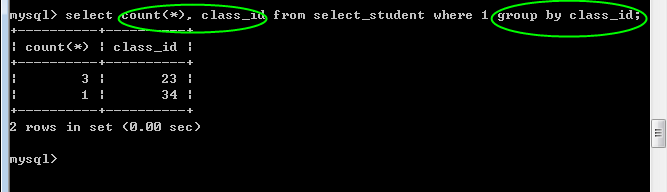 mysql> select count(*), class_id from select_student where 1 group by class_id;
+----------+----------+
| count(*) | class_id |
+----------+----------+
|        3 |       23 |
|        1 |       34 |
+----------+----------+
2 rows in set (0.00 sec)
mysql>